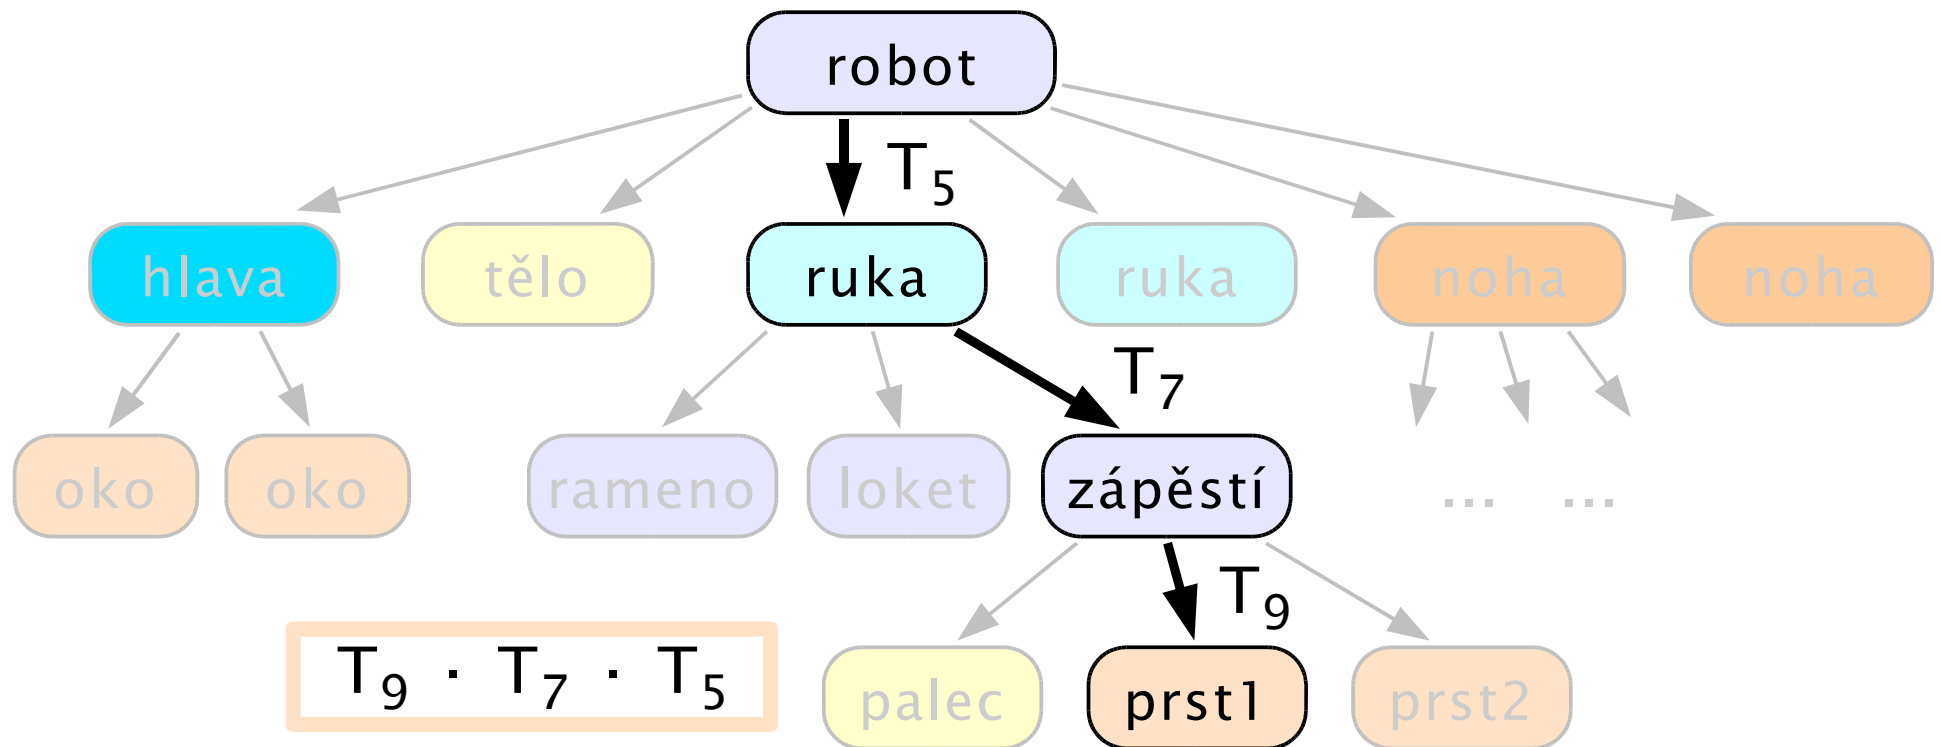 robot
T5
hlava tělo ruka ruka noha noha
T7
oko oko rameno loket zápěstí ... ...
T9
T9 · T7 · T5
palec prst1 prst2